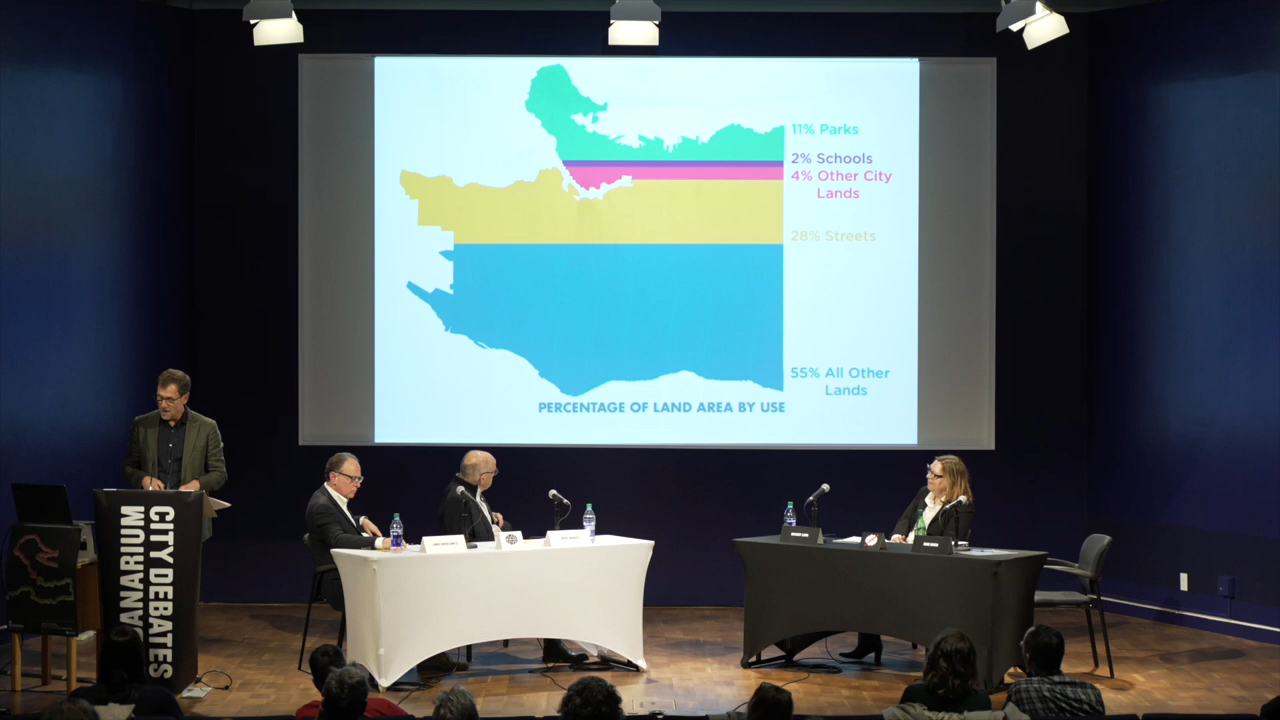 11% Parks
2% Schools
4% Other City
Lands
28% Streets
55% All Other
Lands
PERCENTAGE OF LAND AREA BY USE
CITY DEBATES